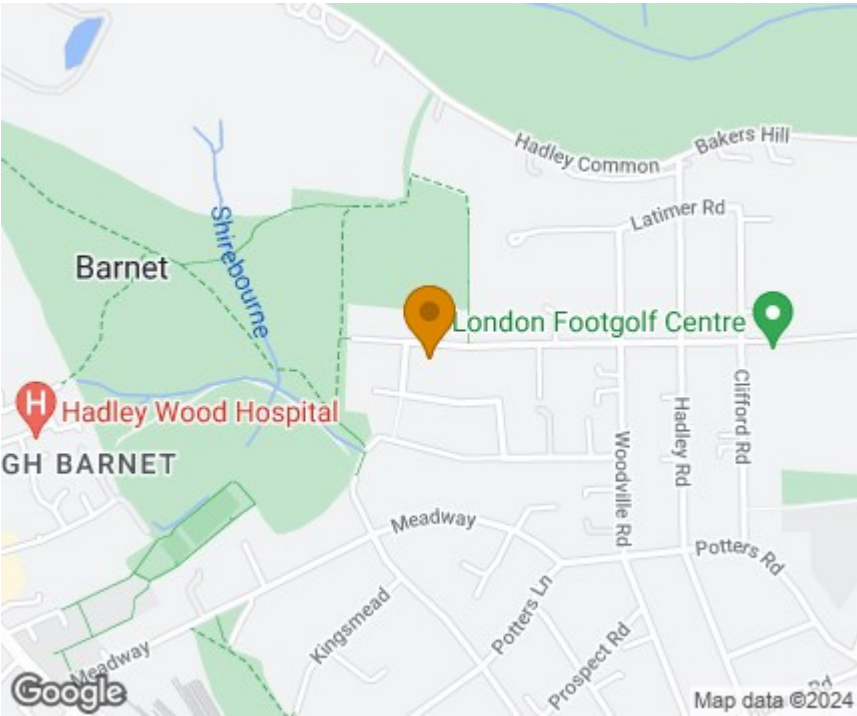 Hadley Common
Bakers Hill
Latimer Rd
Shirebourne
Barnet
London Footgolf Centre
H
Hadley Wood Hospital
GH BARNET
Clifford Rd
Hadley Rd
Woodville Rd
Meadway
Potters Rd
Potters Ln
Kingsmead
Prospect Rd
Meadway
Rd
Google
Map data ©2024